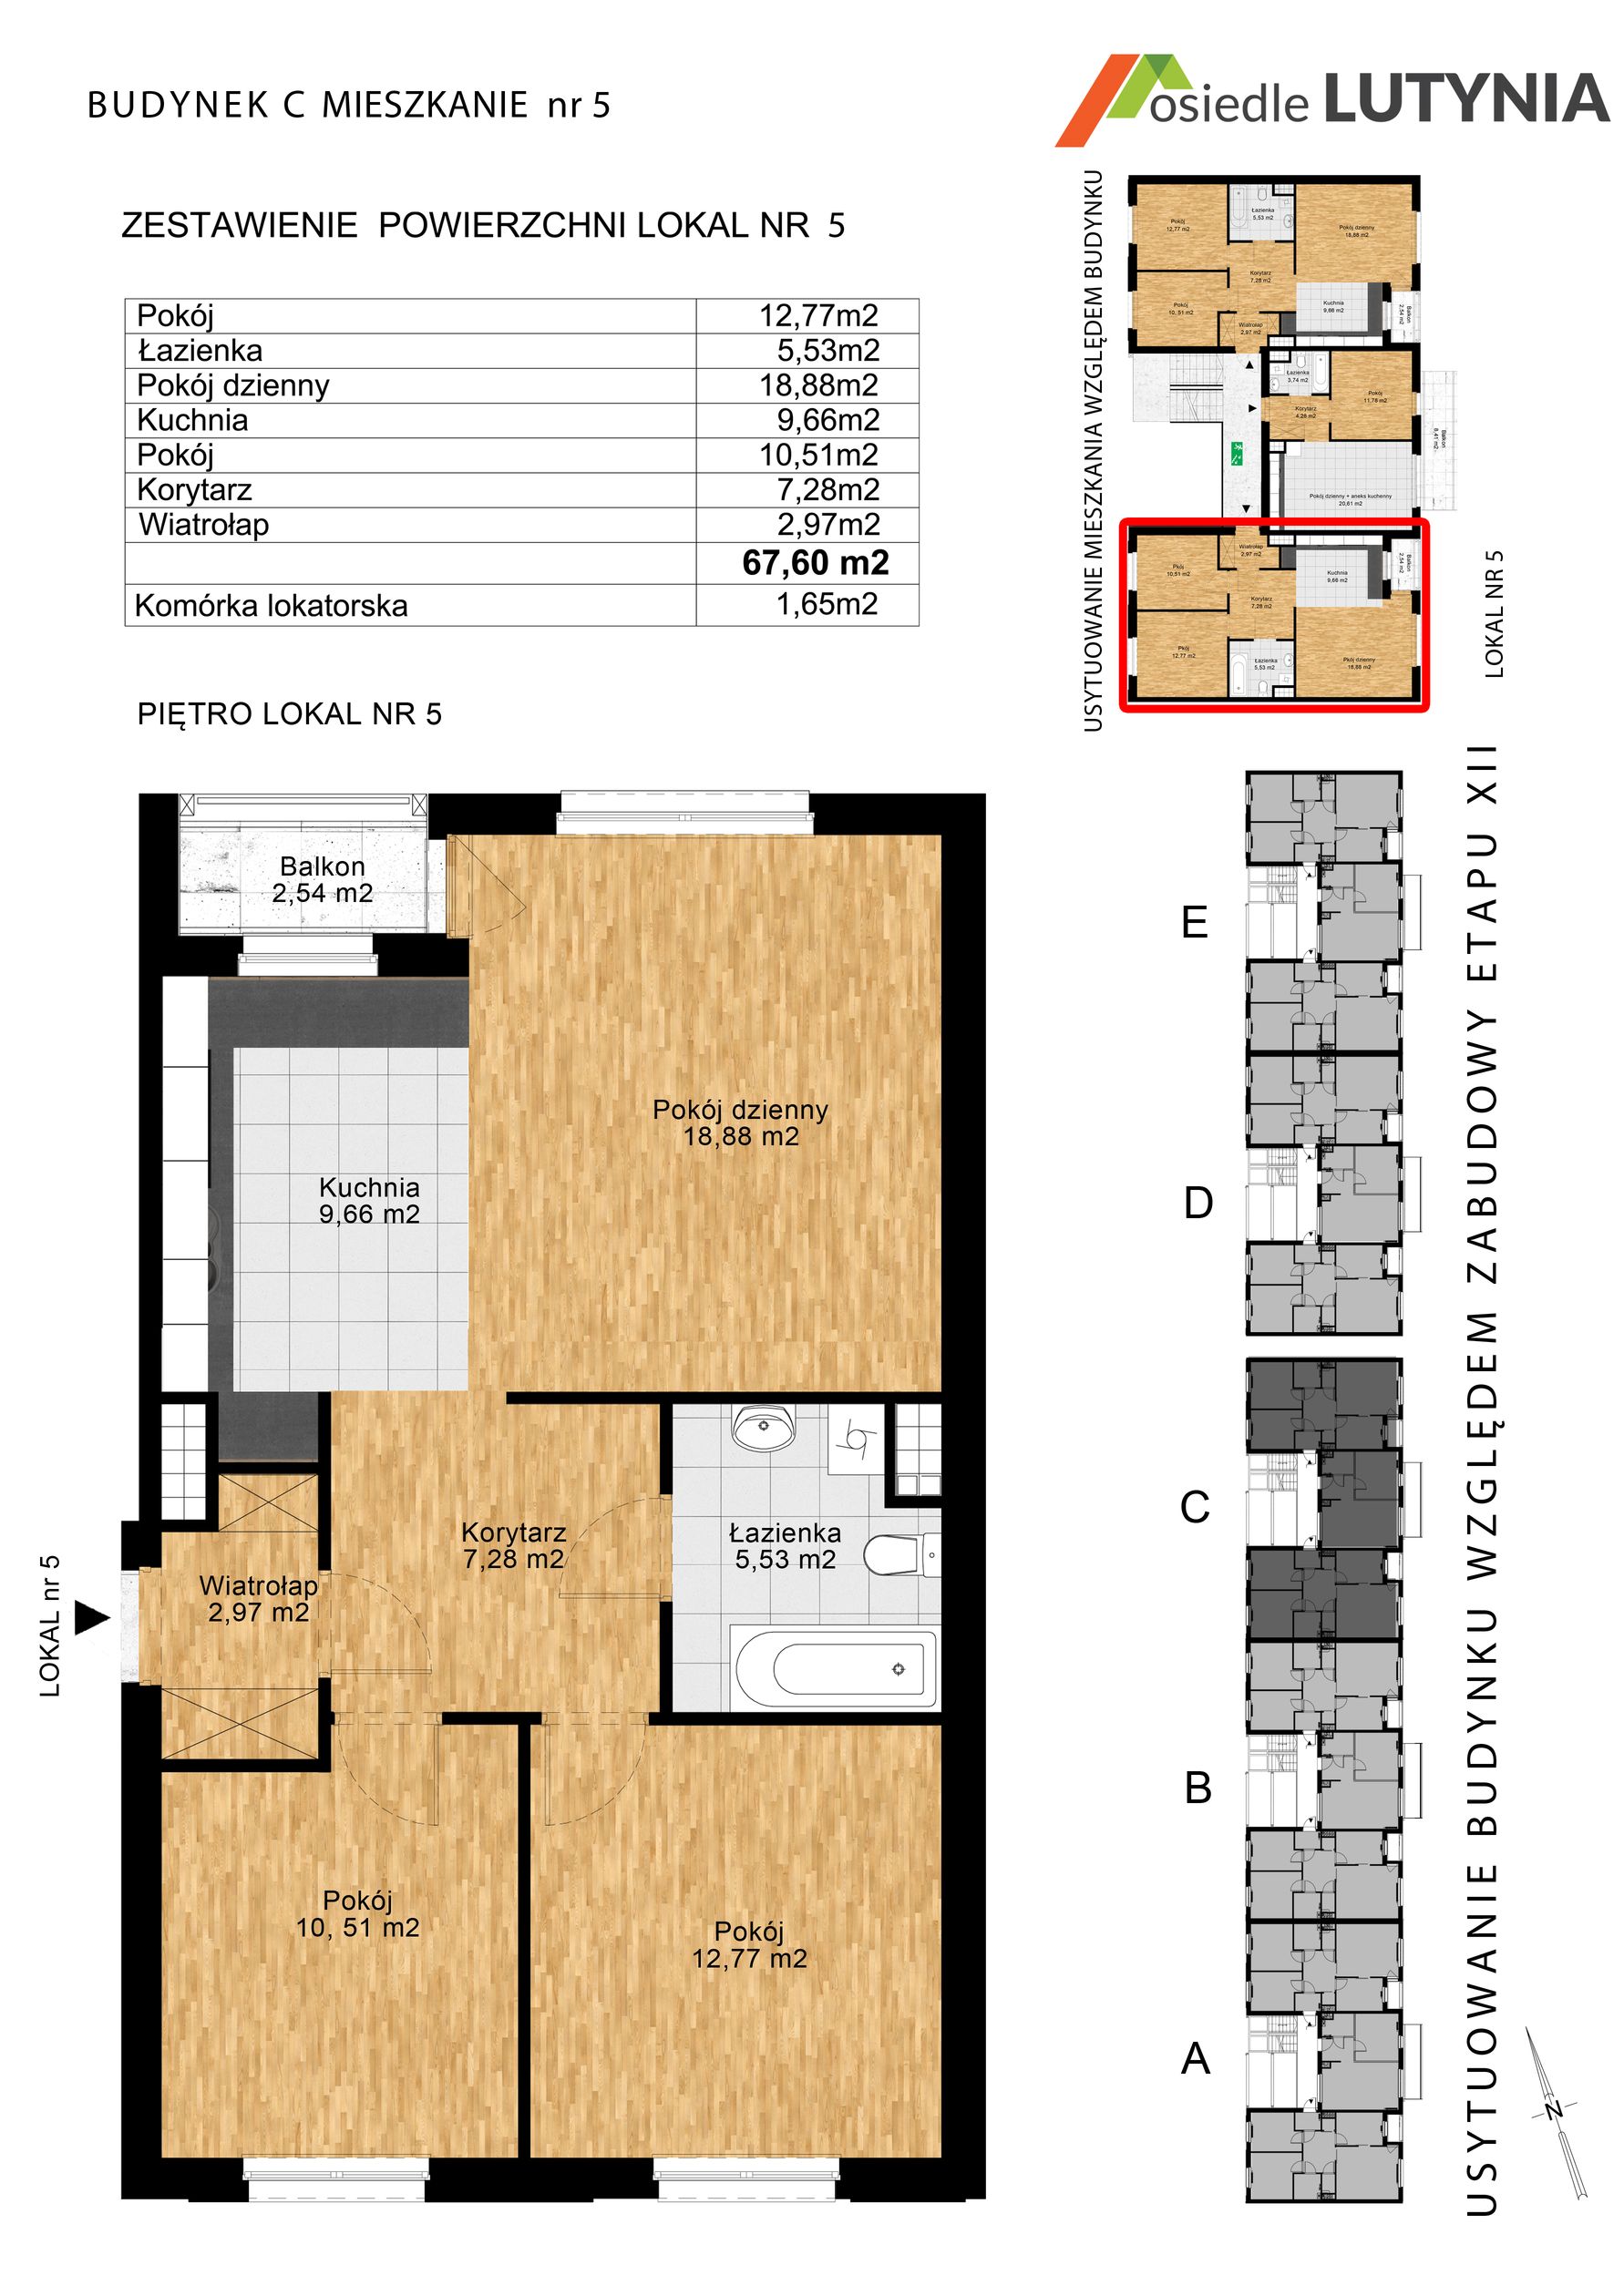 BUDYNEK C MIESZKANIE nr 5
osiedle LUTYNIA
ZESTAWIENIE POWIERZCHNI LOKAL NR 5
Pokój 12,77m2
Łazienka 5,53m2
Pokój dzienny 18,88m2
Kuchnia 9,66m2
Pokój 10,51m2
Korytarz 7,28m2
Wiatrołap 2,97m2
67,60 m2
Komórka lokatorska 1,65m2
USYTUOWANIE MIESZKANIA WZGLĘDEM BUDYNKU
Pokój
12,77 m2
Łazienka
5,53 m2
Pokój dzienny
18,88 m2
Korytarz
7,28 m2
Pokój
10, 51 m2
Kuchnia
9,66 m2
Wiatrołap
2,97 m2
Balkon
2,54 m2
Łazienka
3,74 m2
Pokój
11,78 m2
Korytarz
4,28 m2
Balkon
8,41 m2
Pokój dzienny + aneks kuchenny
20,61 m2
Wiatrołap
2,97 m2
Pkój
10,51 m2
Kuchnia
9,66 m2
Balkon
2,54 m2
Korytarz
7,28 m2
Pkój
12,77 m2
Łazienka
5,53 m2
Pkój dzienny
18,88 m2
LOKAL NR 5
PIĘTRO LOKAL NR 5
Balkon
2,54 m2
Pokój dzienny
18,88 m2
Kuchnia
9,66 m2
Korytarz
7,28 m2
Łazienka
5,53 m2
Wiatrołap
2,97 m2
LOKAL nr 5
Pokój
10, 51 m2
Pokój
12,77 m2
E
D
C
B
A
USYTUOWANIE BUDYNKU WZGLĘDEM ZABUDOWY ETAPU XII
N